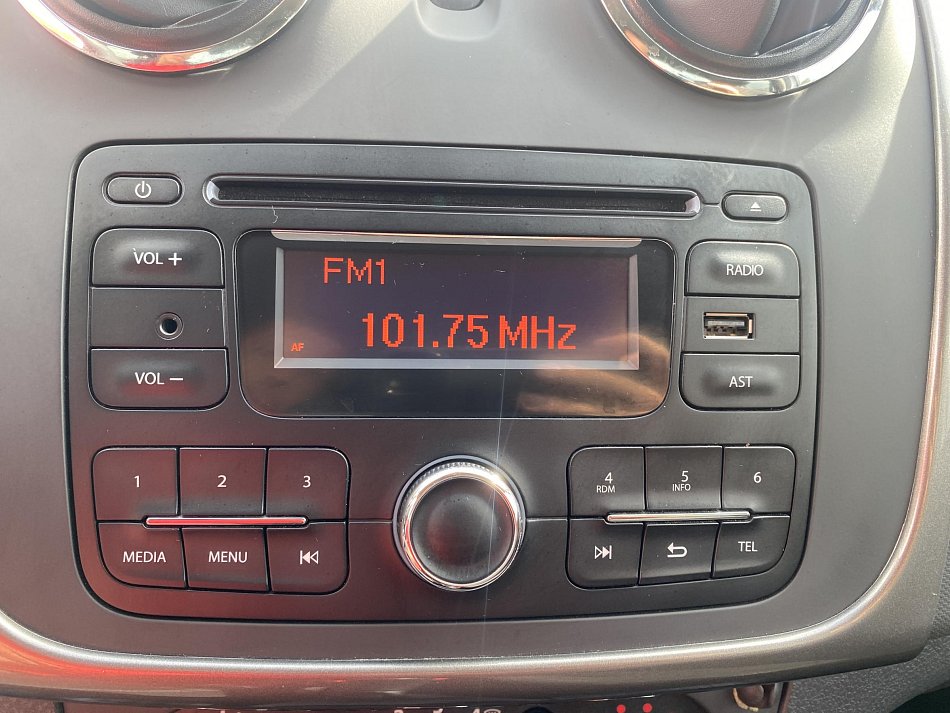 VOL +
RADIO
FM1
101.75 MHz
AF
VOL −
AST
1
2
3
4
RDM
5
INFO
6
MEDIA
MENU
TEL